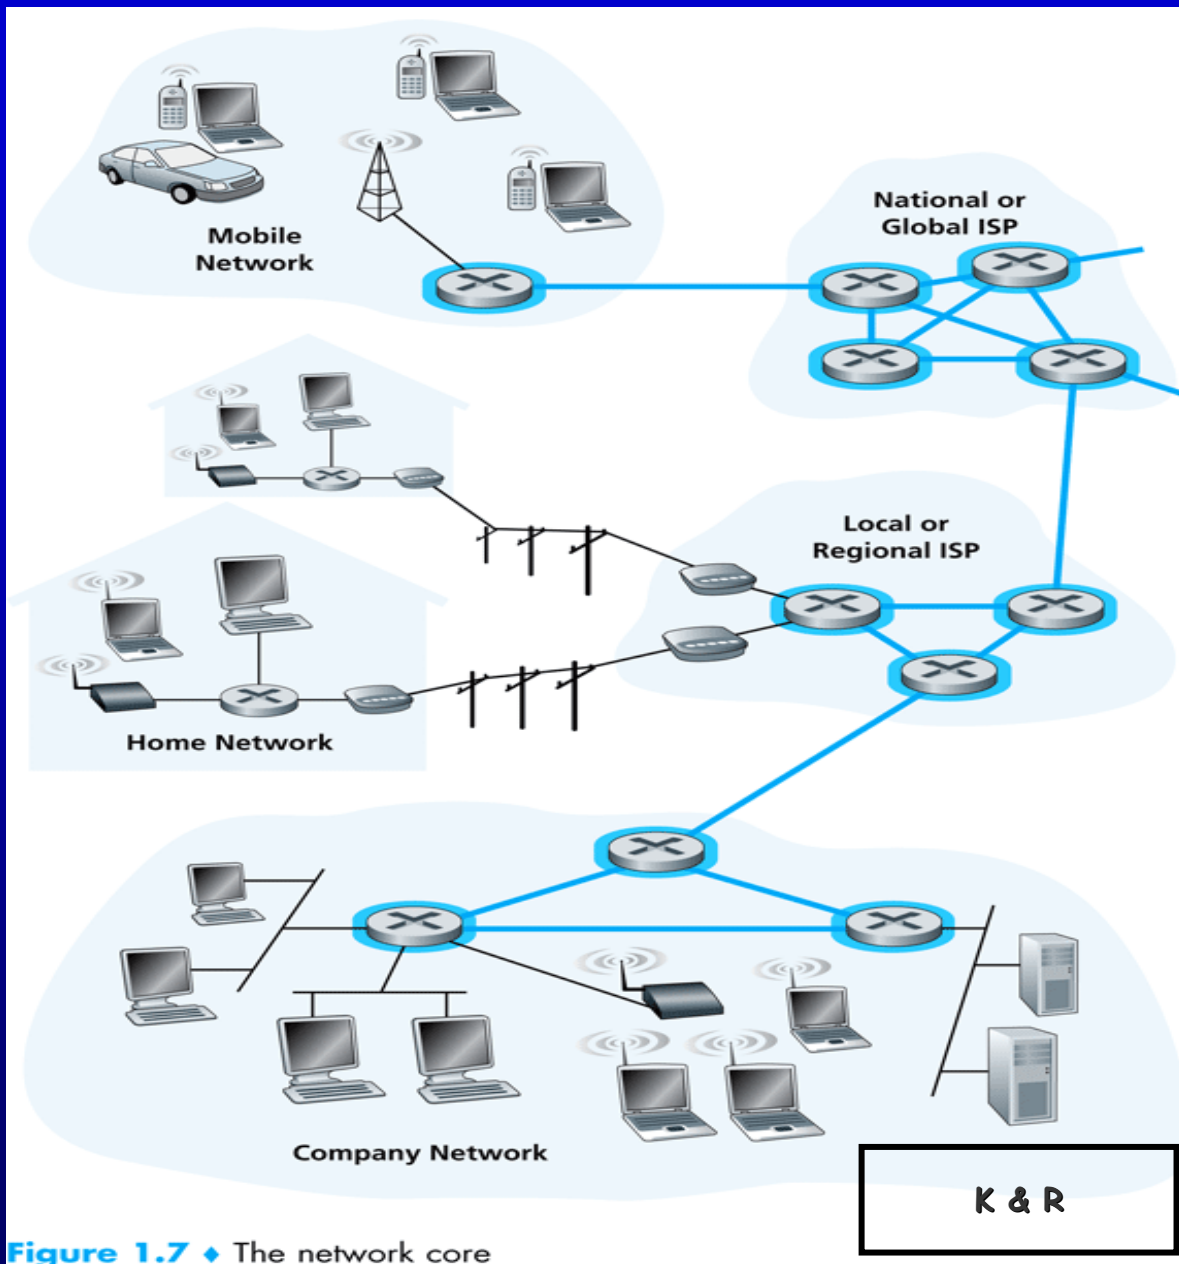 National or
Global ISP
Mobile
Network
Local or
Regional ISP
Home Network
Company Network
K & R
Figure 1.7 ♦ The network core